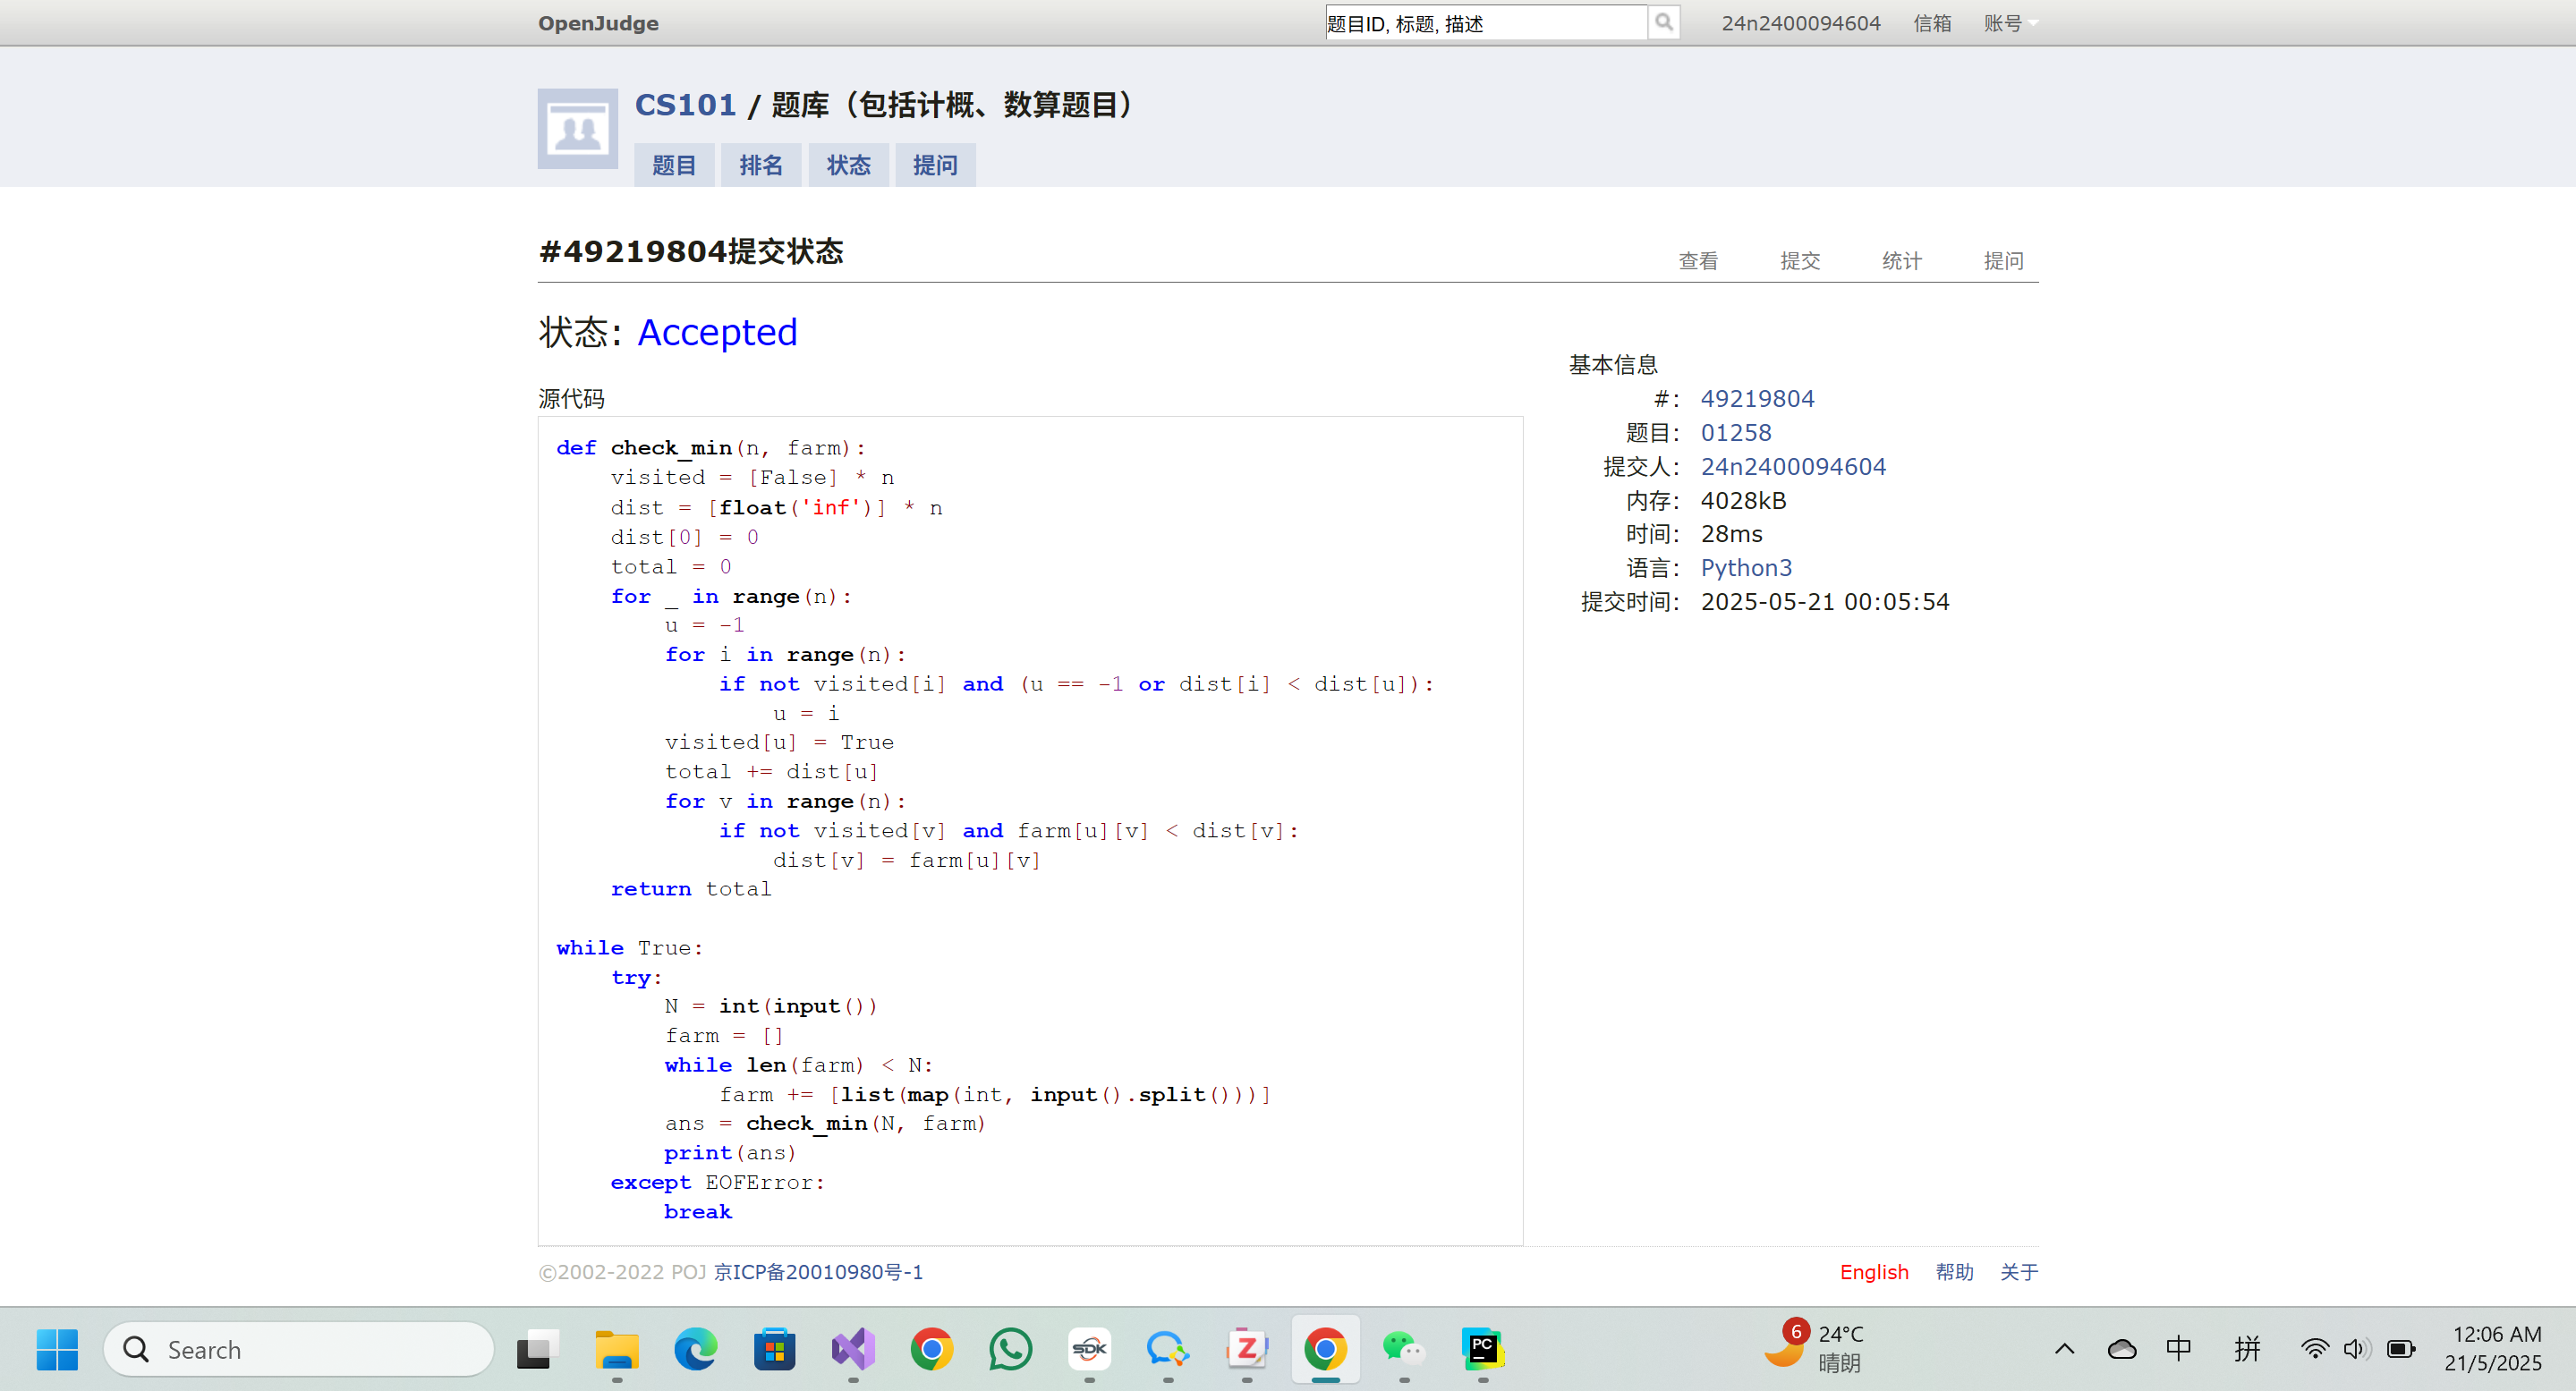 OpenJudge
题目ID, 标题, 描述
24n2400094604 信箱 账号
CS101 / 题库（包括计概、数算题目）
题目 排名 状态 提问
#49219804提交状态
查看 提交 统计 提问
状态: Accepted
源代码
def check_min(n, farm):
    visited = [False] * n
    dist = [float('inf')] * n
    dist[0] = 0
    total = 0
    for _ in range(n):
        u = -1
        for i in range(n):
            if not visited[i] and (u == -1 or dist[i] < dist[u]):
                u = i
        visited[u] = True
        total += dist[u]
        for v in range(n):
            if not visited[v] and farm[u][v] < dist[v]:
                dist[v] = farm[u][v]
    return total
while True:
    try:
        N = int(input())
        farm = []
        while len(farm) < N:
            farm += [list(map(int, input().split()))]
        ans = check_min(N, farm)
        print(ans)
    except EOFError:
        break
基本信息
#: 49219804
题目: 01258
提交人: 24n2400094604
内存: 4028kB
时间: 28ms
语言: Python3
提交时间: 2025-05-21 00:05:54
©2002-2022 POJ 京ICP备20010980号-1
English 帮助 关于
Search
SDK
Z
PC
6
24°C
晴朗
中
拼
12:06 AM
21/5/2025